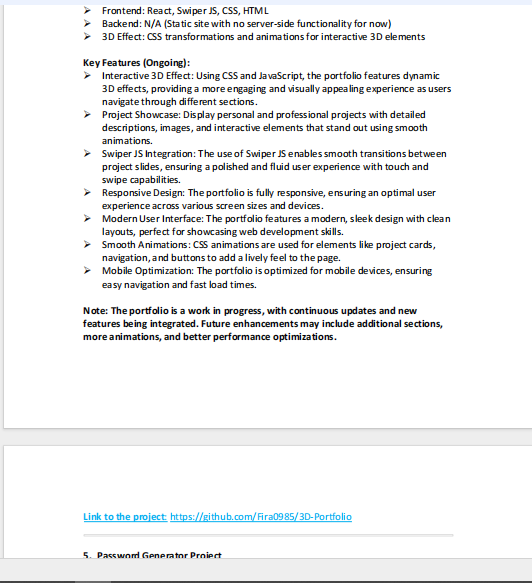 ➤ Frontend: React, Swiper JS, CSS, HTML
➤ Backend: N/A (Static site with no server-side functionality for now)
➤ 3D Effect: CSS transformations and animations for interactive 3D elements
Key Features (Ongoing):
➤ Interactive 3D Effect: Using CSS and JavaScript, the portfolio features dynamic
3D effects, providing a more engaging and visually appealing experience as users
navigate through different sections.
➤ Project Showcase: Display personal and professional projects with detailed
descriptions, images, and interactive elements that stand out using smooth
animations.
➤ Swiper JS Integration: The use of Swiper JS enables smooth transitions between
project slides, ensuring a polished and fluid user experience with touch and
swipe capabilities.
➤ Responsive Design: The portfolio is fully responsive, ensuring an optimal user
experience across various screen sizes and devices.
➤ Modern User Interface: The portfolio features a modern, sleek design with clean
layouts, perfect for showcasing web development skills.
➤ Smooth Animations: CSS animations are used for elements like project cards,
navigation, and buttons to add a lively feel to the page.
➤ Mobile Optimization: The portfolio is optimized for mobile devices, ensuring
easy navigation and fast load times.
Note: The portfolio is a work in progress, with continuous updates and new
features being integrated. Future enhancements may include additional sections,
more animations, and better performance optimizations.
Link to the project: https://github.com/Fira0985/3D-Portfolio
5. Password Generator Project